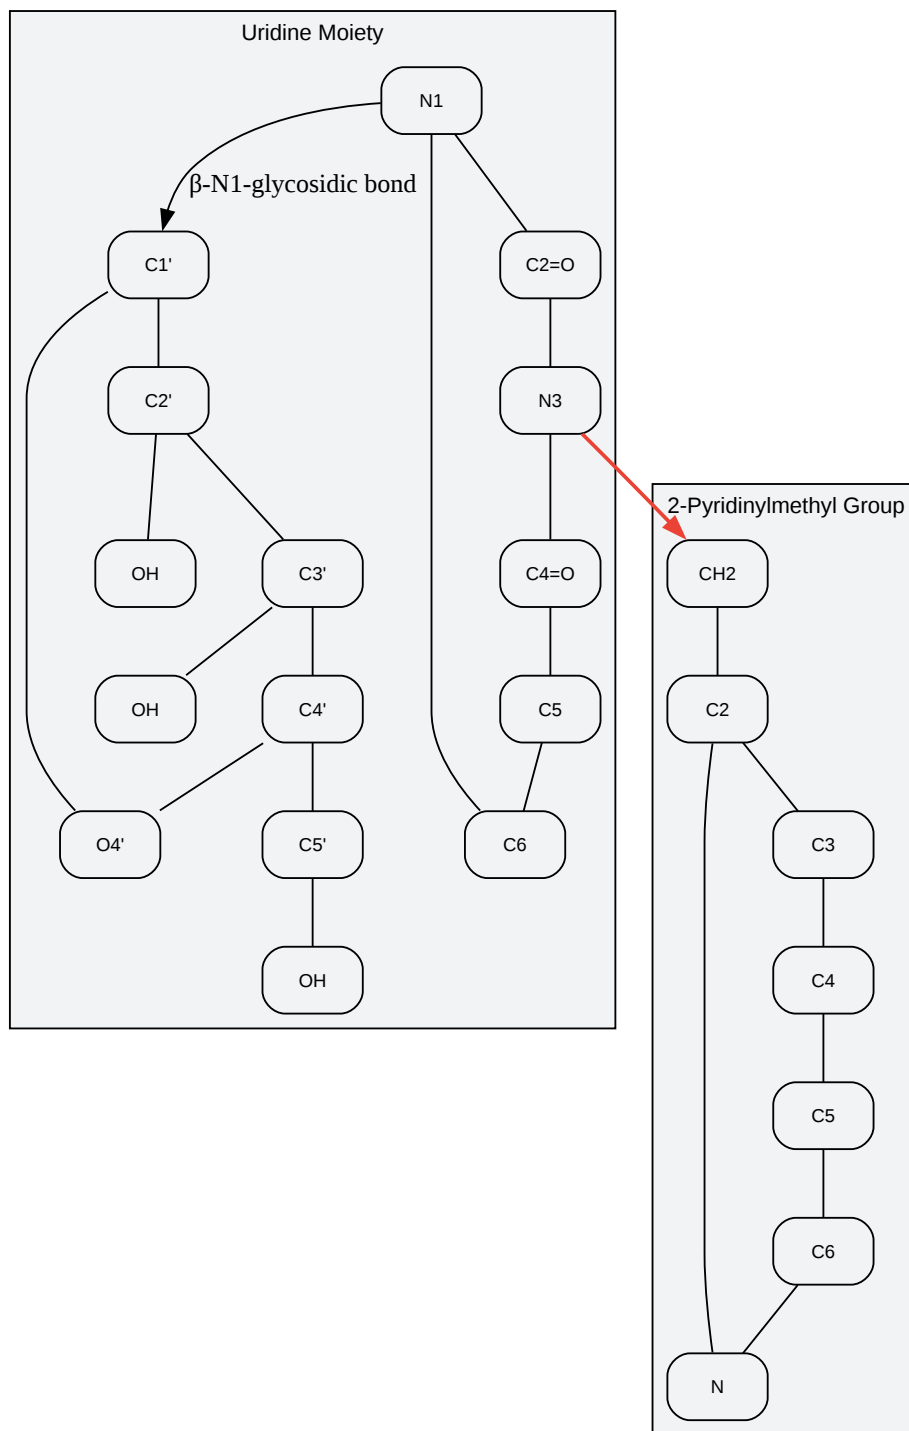 Uridine Moiety
N1
β-N1-glycosidic bond
C1'
C2=O
C2'
N3
2-Pyridinylmethyl Group
OH
C3'
C4=O
CH2
OH
C4'
C5
C2
O4'
C5'
C6
C3
OH
C4
C5
C6
N